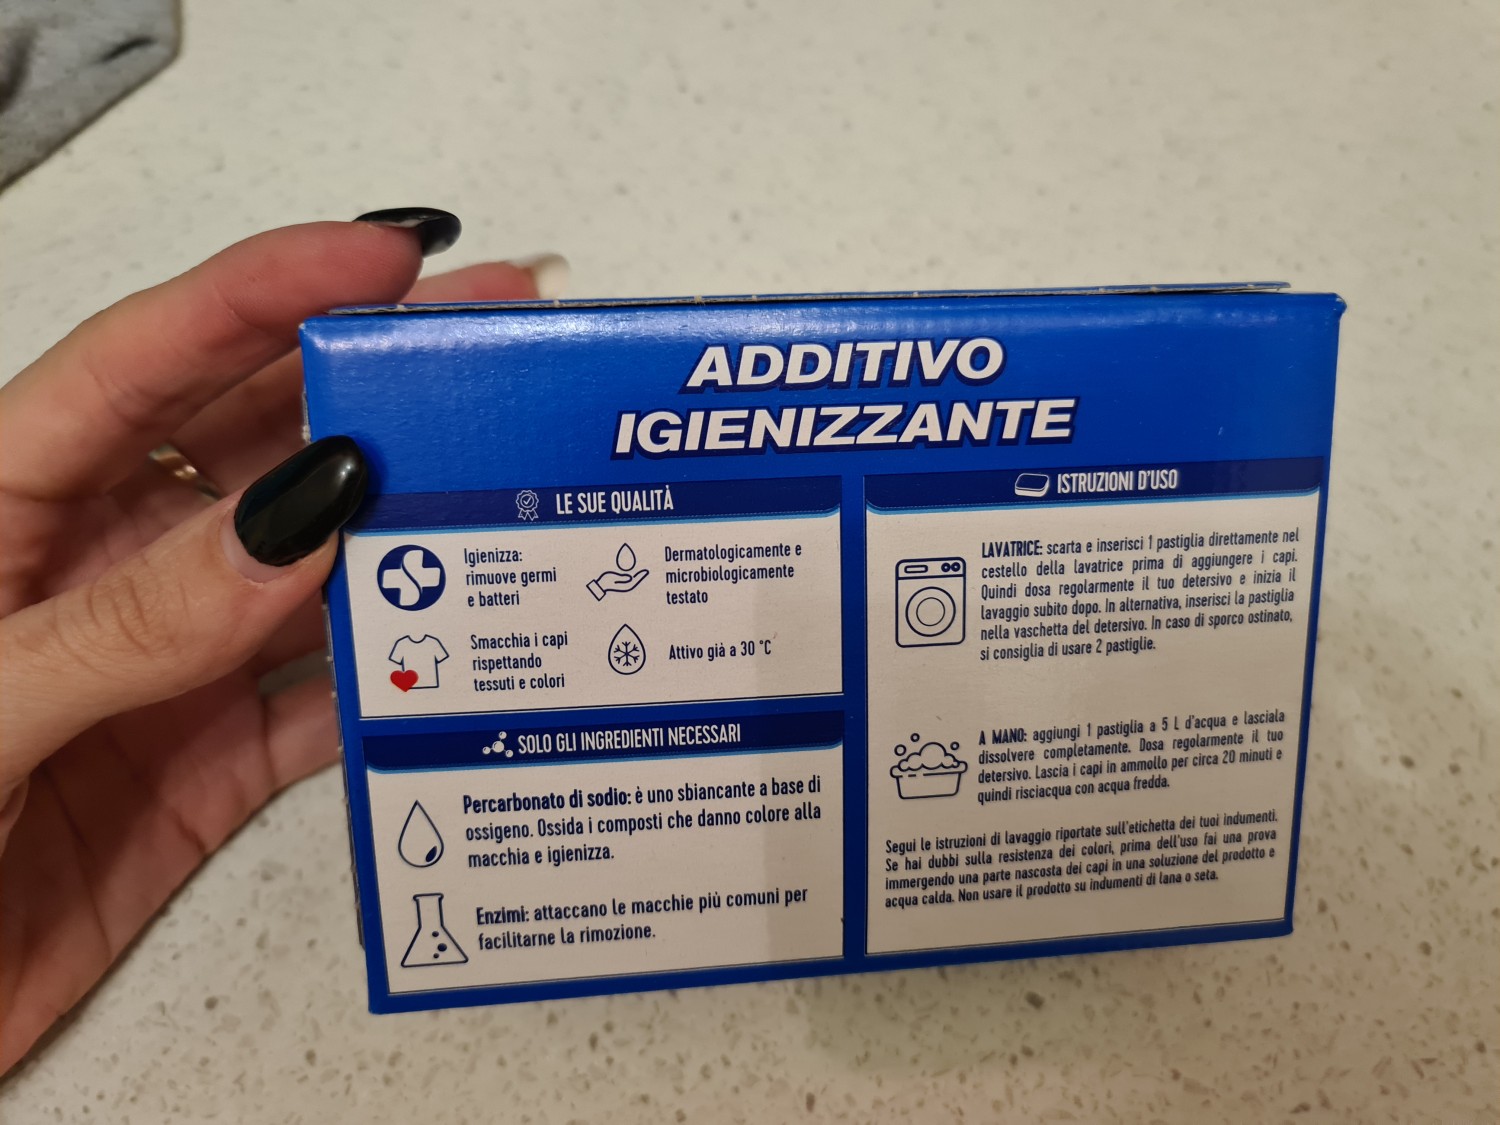 ADDITIVO
IGIENIZZANTE
LE SUE QUALITÀ
Igienizza:
rimuove germi
e batteri
Dermatologicamente e
microbiologicamente
testato
Smacchia i capi
rispettando
tessuti e colori
Attivo già a 30 °C
SOLO GLI INGREDIENTI NECESSARI
Percarbonato di sodio: è uno sbiancante a base di
ossigeno. Ossida i composti che danno colore alla
macchia e igienizza.
Enzimi: attaccano le macchie più comuni per
facilitarne la rimozione.
ISTRUZIONI D'USO
LAVATRICE: scarta e inserisci 1 pastiglia direttamente nel
cestello della lavatrice prima di aggiungere i capi.
Quindi dosa regolarmente il tuo detersivo e inizia il
lavaggio subito dopo. In alternativa, inserisci la pastiglia
nella vaschetta del detersivo. In caso di sporco ostinato,
si consiglia di usare 2 pastiglie.
A MANO: aggiungi 1 pastiglia a 5 L d'acqua e lasciala
dissolvere completamente. Dosa regolarmente il tuo
detersivo. Lascia i capi in ammollo per circa 20 minuti e
quindi risciacqua con acqua fredda.
Segui le istruzioni di lavaggio riportate sull'etichetta dei tuoi indumenti.
Se hai dubbi sulla resistenza dei colori, prima dell'uso fai una prova
immergendo una parte nascosta dei capi in una soluzione del prodotto e
acqua calda. Non usare il prodotto su indumenti di lana o seta.